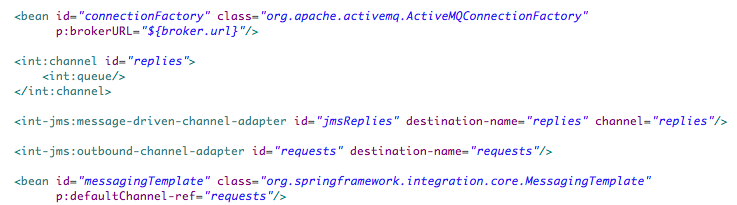 <bean id="connectionFactory" class="org.apache.activemq.ActiveMQConnectionFactory"
p:brokerURL="${broker.url}"/>
<int:channel id="replies">
<int:queue/>
</int:channel>
<int-jms:message-driven-channel-adapter id="jmsReplies" destination-name="replies" channel="replies"/>
<int-jms:outbound-channel-adapter id="requests" destination-name="requests"/>
<bean id="messagingTemplate" class="org.springframework.integration.core.MessagingTemplate"
p:defaultChannel-ref="requests"/>